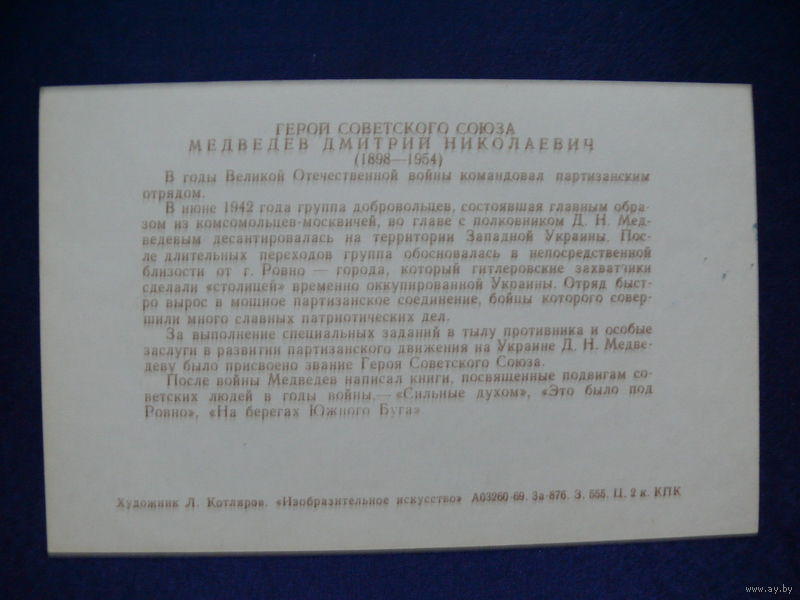 ГЕРОЙ СОВЕТСКОГО СОЮЗА
МЕДВЕДЕВ ДМИТРИЙ НИКОЛАЕВИЧ
(1898—1954)
В годы Великой Отечественной войны командовал партизанским
отрядом.
В июне 1942 года группа добровольцев, состоявшая главным обра-
зом из комсомольцев-москвичей, во главе с полковником Д. Н. Мед-
ведевым десантировалась на территории Западной Украины. Пос-
ле длительных переходов группа обосновалась в непосредственной
близости от г. Ровно — города, который гитлеровские захватчики
сделали «столицей» временно оккупированной Украины. Отряд быст-
ро вырос в мощное партизанское соединение, бойцы которого совер-
шили много славных патриотических дел.
За выполнение специальных заданий в тылу противника и особые
заслуги в развитии партизанского движения на Украине Д. Н. Медве-
деву было присвоено звание Героя Советского Союза.
После войны Медведев написал книги, посвященные подвигам со-
ветских людей в годы войны,— «Сильные духом», «Это было под
Ровно», «На берегах Южного Буга»
Художник Л. Котляров. «Изобразительное искусство» А03260-69. За-876. З. 555. Ц. 2 к. КПК
www.ay.by